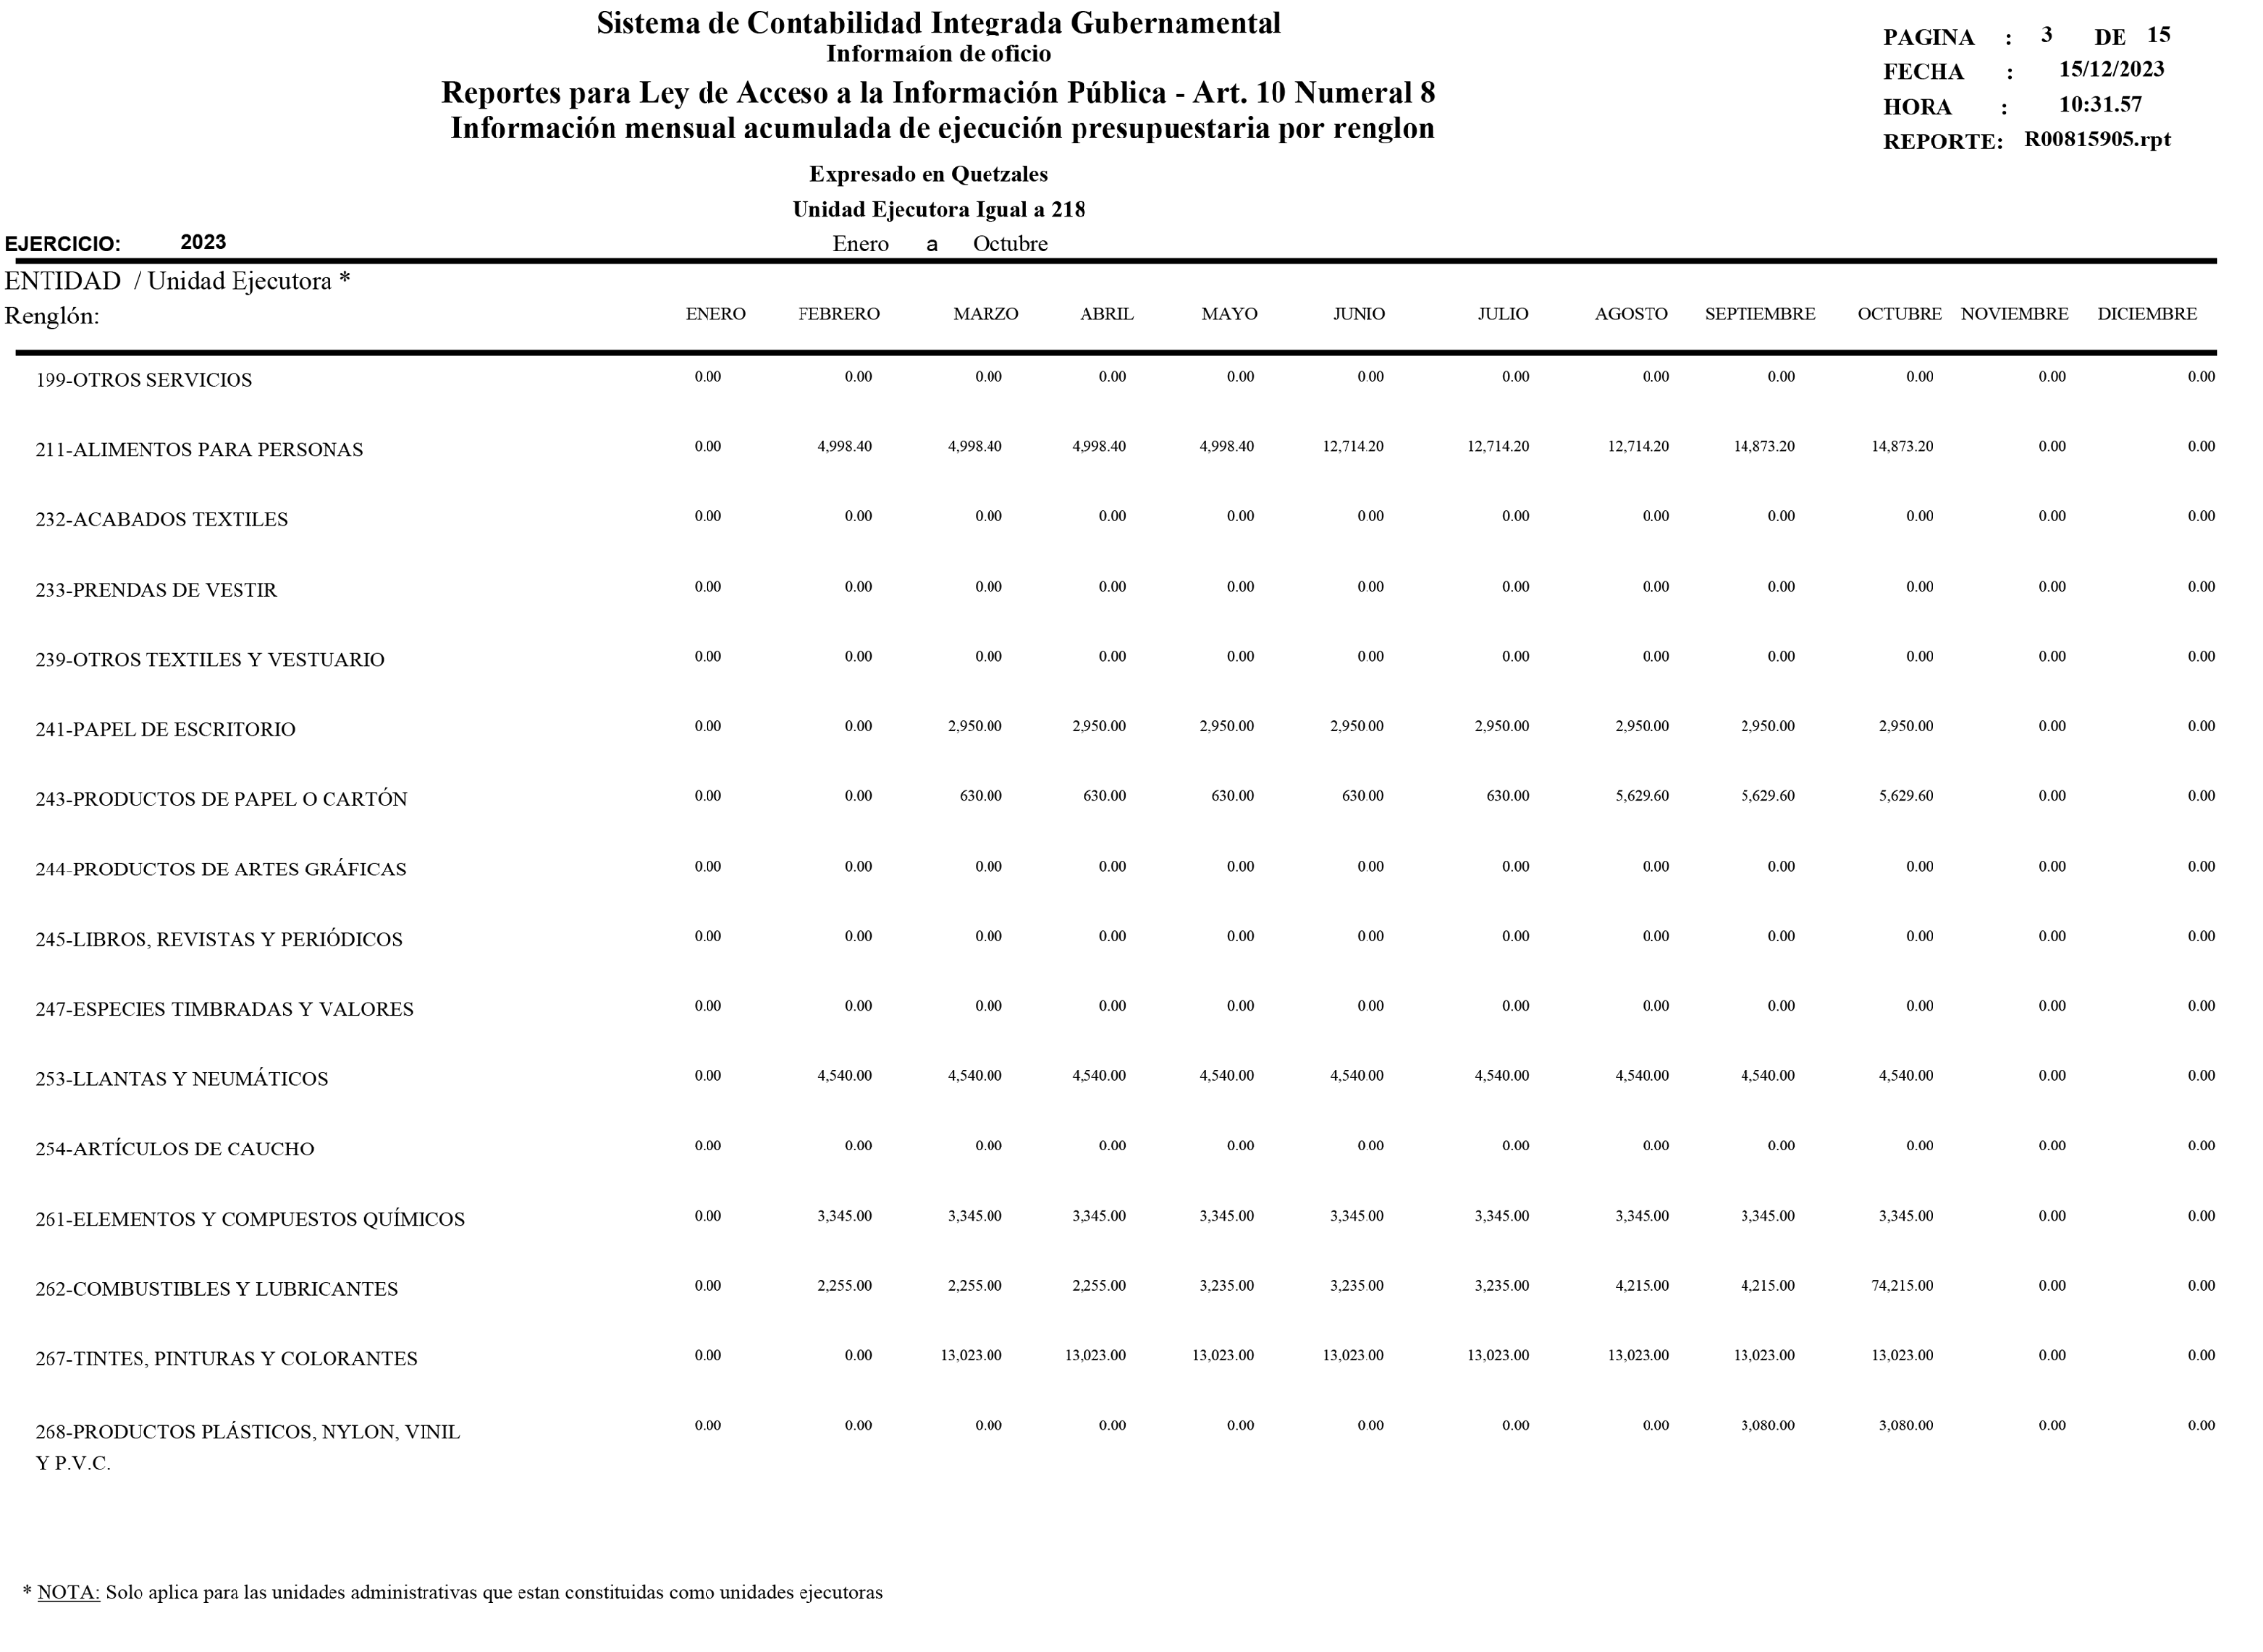 Sistema de Contabilidad Integrada Gubernamental
Informaíon de oficio
Reportes para Ley de Acceso a la Información Pública - Art. 10 Numeral 8
Información mensual acumulada de ejecución presupuestaria por renglon
Expresado en Quetzales
Unidad Ejecutora Igual a 218
PAGINA : 3 DE 15
FECHA : 15/12/2023
HORA : 10:31.57
REPORTE: R00815905.rpt
EJERCICIO: 2023 Enero a Octubre
ENTIDAD / Unidad Ejecutora *
Renglón: ENERO FEBRERO MARZO ABRIL MAYO JUNIO JULIO AGOSTO SEPTIEMBRE OCTUBRE NOVIEMBRE DICIEMBRE
199-OTROS SERVICIOS 0.00 0.00 0.00 0.00 0.00 0.00 0.00 0.00 0.00 0.00 0.00 0.00
211-ALIMENTOS PARA PERSONAS 0.00 4,998.40 4,998.40 4,998.40 4,998.40 12,714.20 12,714.20 12,714.20 14,873.20 14,873.20 0.00 0.00
232-ACABADOS TEXTILES 0.00 0.00 0.00 0.00 0.00 0.00 0.00 0.00 0.00 0.00 0.00 0.00
233-PRENDAS DE VESTIR 0.00 0.00 0.00 0.00 0.00 0.00 0.00 0.00 0.00 0.00 0.00 0.00
239-OTROS TEXTILES Y VESTUARIO 0.00 0.00 0.00 0.00 0.00 0.00 0.00 0.00 0.00 0.00 0.00 0.00
241-PAPEL DE ESCRITORIO 0.00 0.00 2,950.00 2,950.00 2,950.00 2,950.00 2,950.00 2,950.00 2,950.00 2,950.00 0.00 0.00
243-PRODUCTOS DE PAPEL O CARTÓN 0.00 0.00 630.00 630.00 630.00 630.00 630.00 5,629.60 5,629.60 5,629.60 0.00 0.00
244-PRODUCTOS DE ARTES GRÁFICAS 0.00 0.00 0.00 0.00 0.00 0.00 0.00 0.00 0.00 0.00 0.00 0.00
245-LIBROS, REVISTAS Y PERIÓDICOS 0.00 0.00 0.00 0.00 0.00 0.00 0.00 0.00 0.00 0.00 0.00 0.00
247-ESPECIES TIMBRADAS Y VALORES 0.00 0.00 0.00 0.00 0.00 0.00 0.00 0.00 0.00 0.00 0.00 0.00
253-LLANTAS Y NEUMÁTICOS 0.00 4,540.00 4,540.00 4,540.00 4,540.00 4,540.00 4,540.00 4,540.00 4,540.00 4,540.00 0.00 0.00
254-ARTÍCULOS DE CAUCHO 0.00 0.00 0.00 0.00 0.00 0.00 0.00 0.00 0.00 0.00 0.00 0.00
261-ELEMENTOS Y COMPUESTOS QUÍMICOS 0.00 3,345.00 3,345.00 3,345.00 3,345.00 3,345.00 3,345.00 3,345.00 3,345.00 3,345.00 0.00 0.00
262-COMBUSTIBLES Y LUBRICANTES 0.00 2,255.00 2,255.00 2,255.00 3,235.00 3,235.00 3,235.00 4,215.00 4,215.00 74,215.00 0.00 0.00
267-TINTES, PINTURAS Y COLORANTES 0.00 0.00 13,023.00 13,023.00 13,023.00 13,023.00 13,023.00 13,023.00 13,023.00 13,023.00 0.00 0.00
268-PRODUCTOS PLÁSTICOS, NYLON, VINIL 0.00 0.00 0.00 0.00 0.00 0.00 0.00 0.00 3,080.00 3,080.00 0.00 0.00
Y P.V.C.
* NOTA: Solo aplica para las unidades administrativas que estan constituidas como unidades ejecutoras